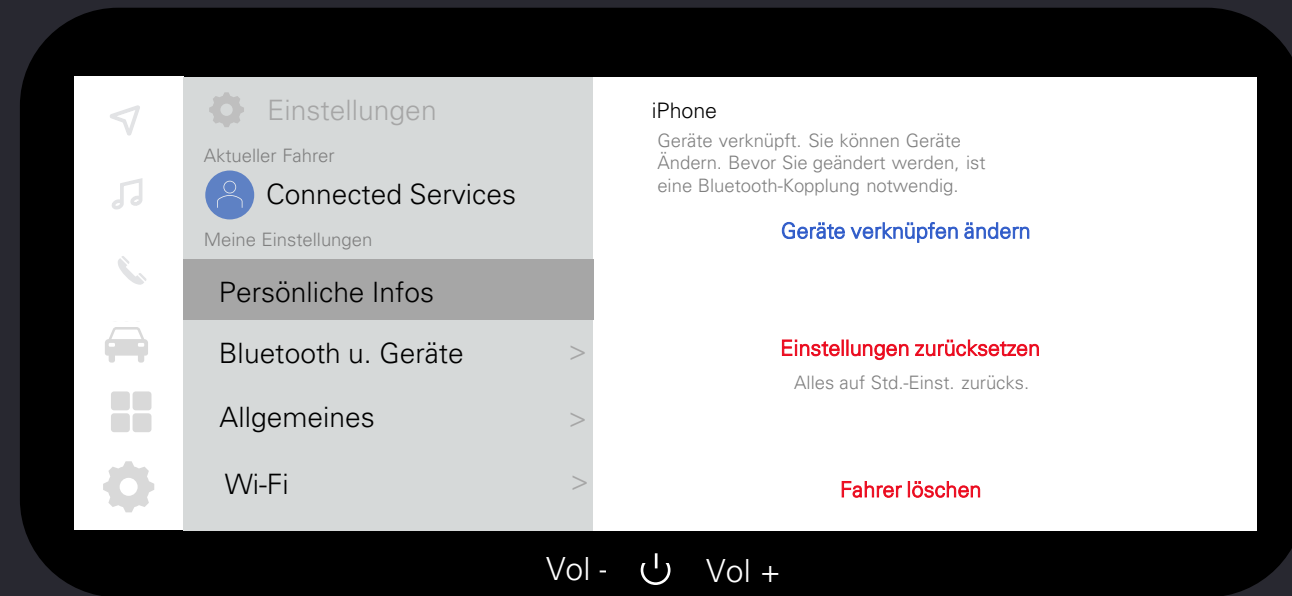 Einstellungen
Aktueller Fahrer
Connected Services
Meine Einstellungen
Persönliche Infos
Bluetooth u. Geräte >
Allgemeines >
Wi-Fi >
iPhone
Geräte verknüpft. Sie können Geräte
Ändern. Bevor Sie geändert werden, ist
eine Bluetooth-Kopplung notwendig.
Geräte verknüpfen ändern
Einstellungen zurücksetzen
Alles auf Std.-Einst. zurücks.
Fahrer löschen
Vol - Vol +